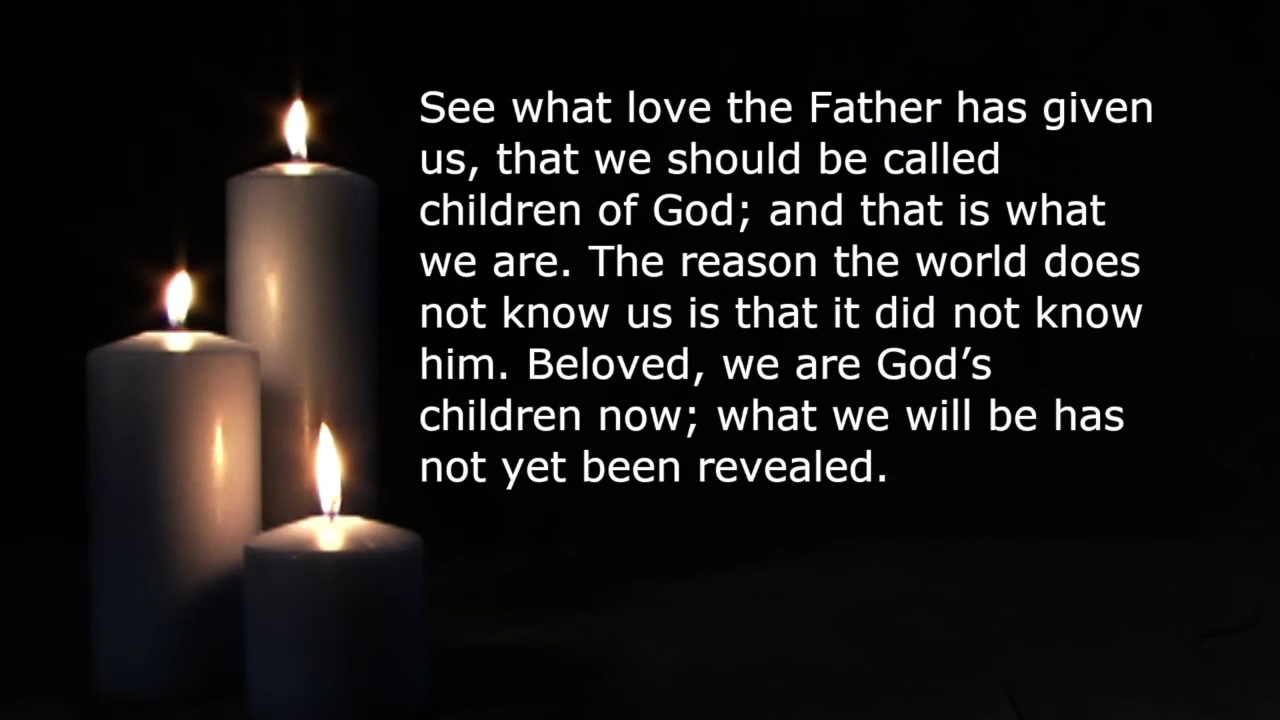 See what love the Father has given
us, that we should be called
children of God; and that is what
we are. The reason the world does
not know us is that it did not know
him. Beloved, we are God’s
children now; what we will be has
not yet been revealed.